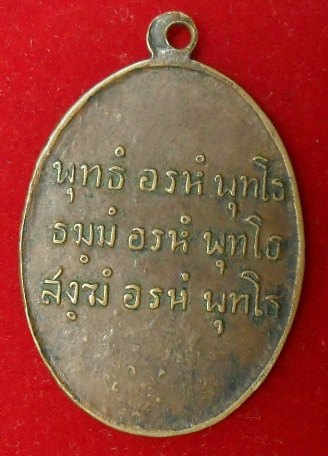 พุทธํ อรหํ พุทโธ
ธมฺมํ อรหํ พุทโธ
สงฺฆํ อรหํ พุทโธ